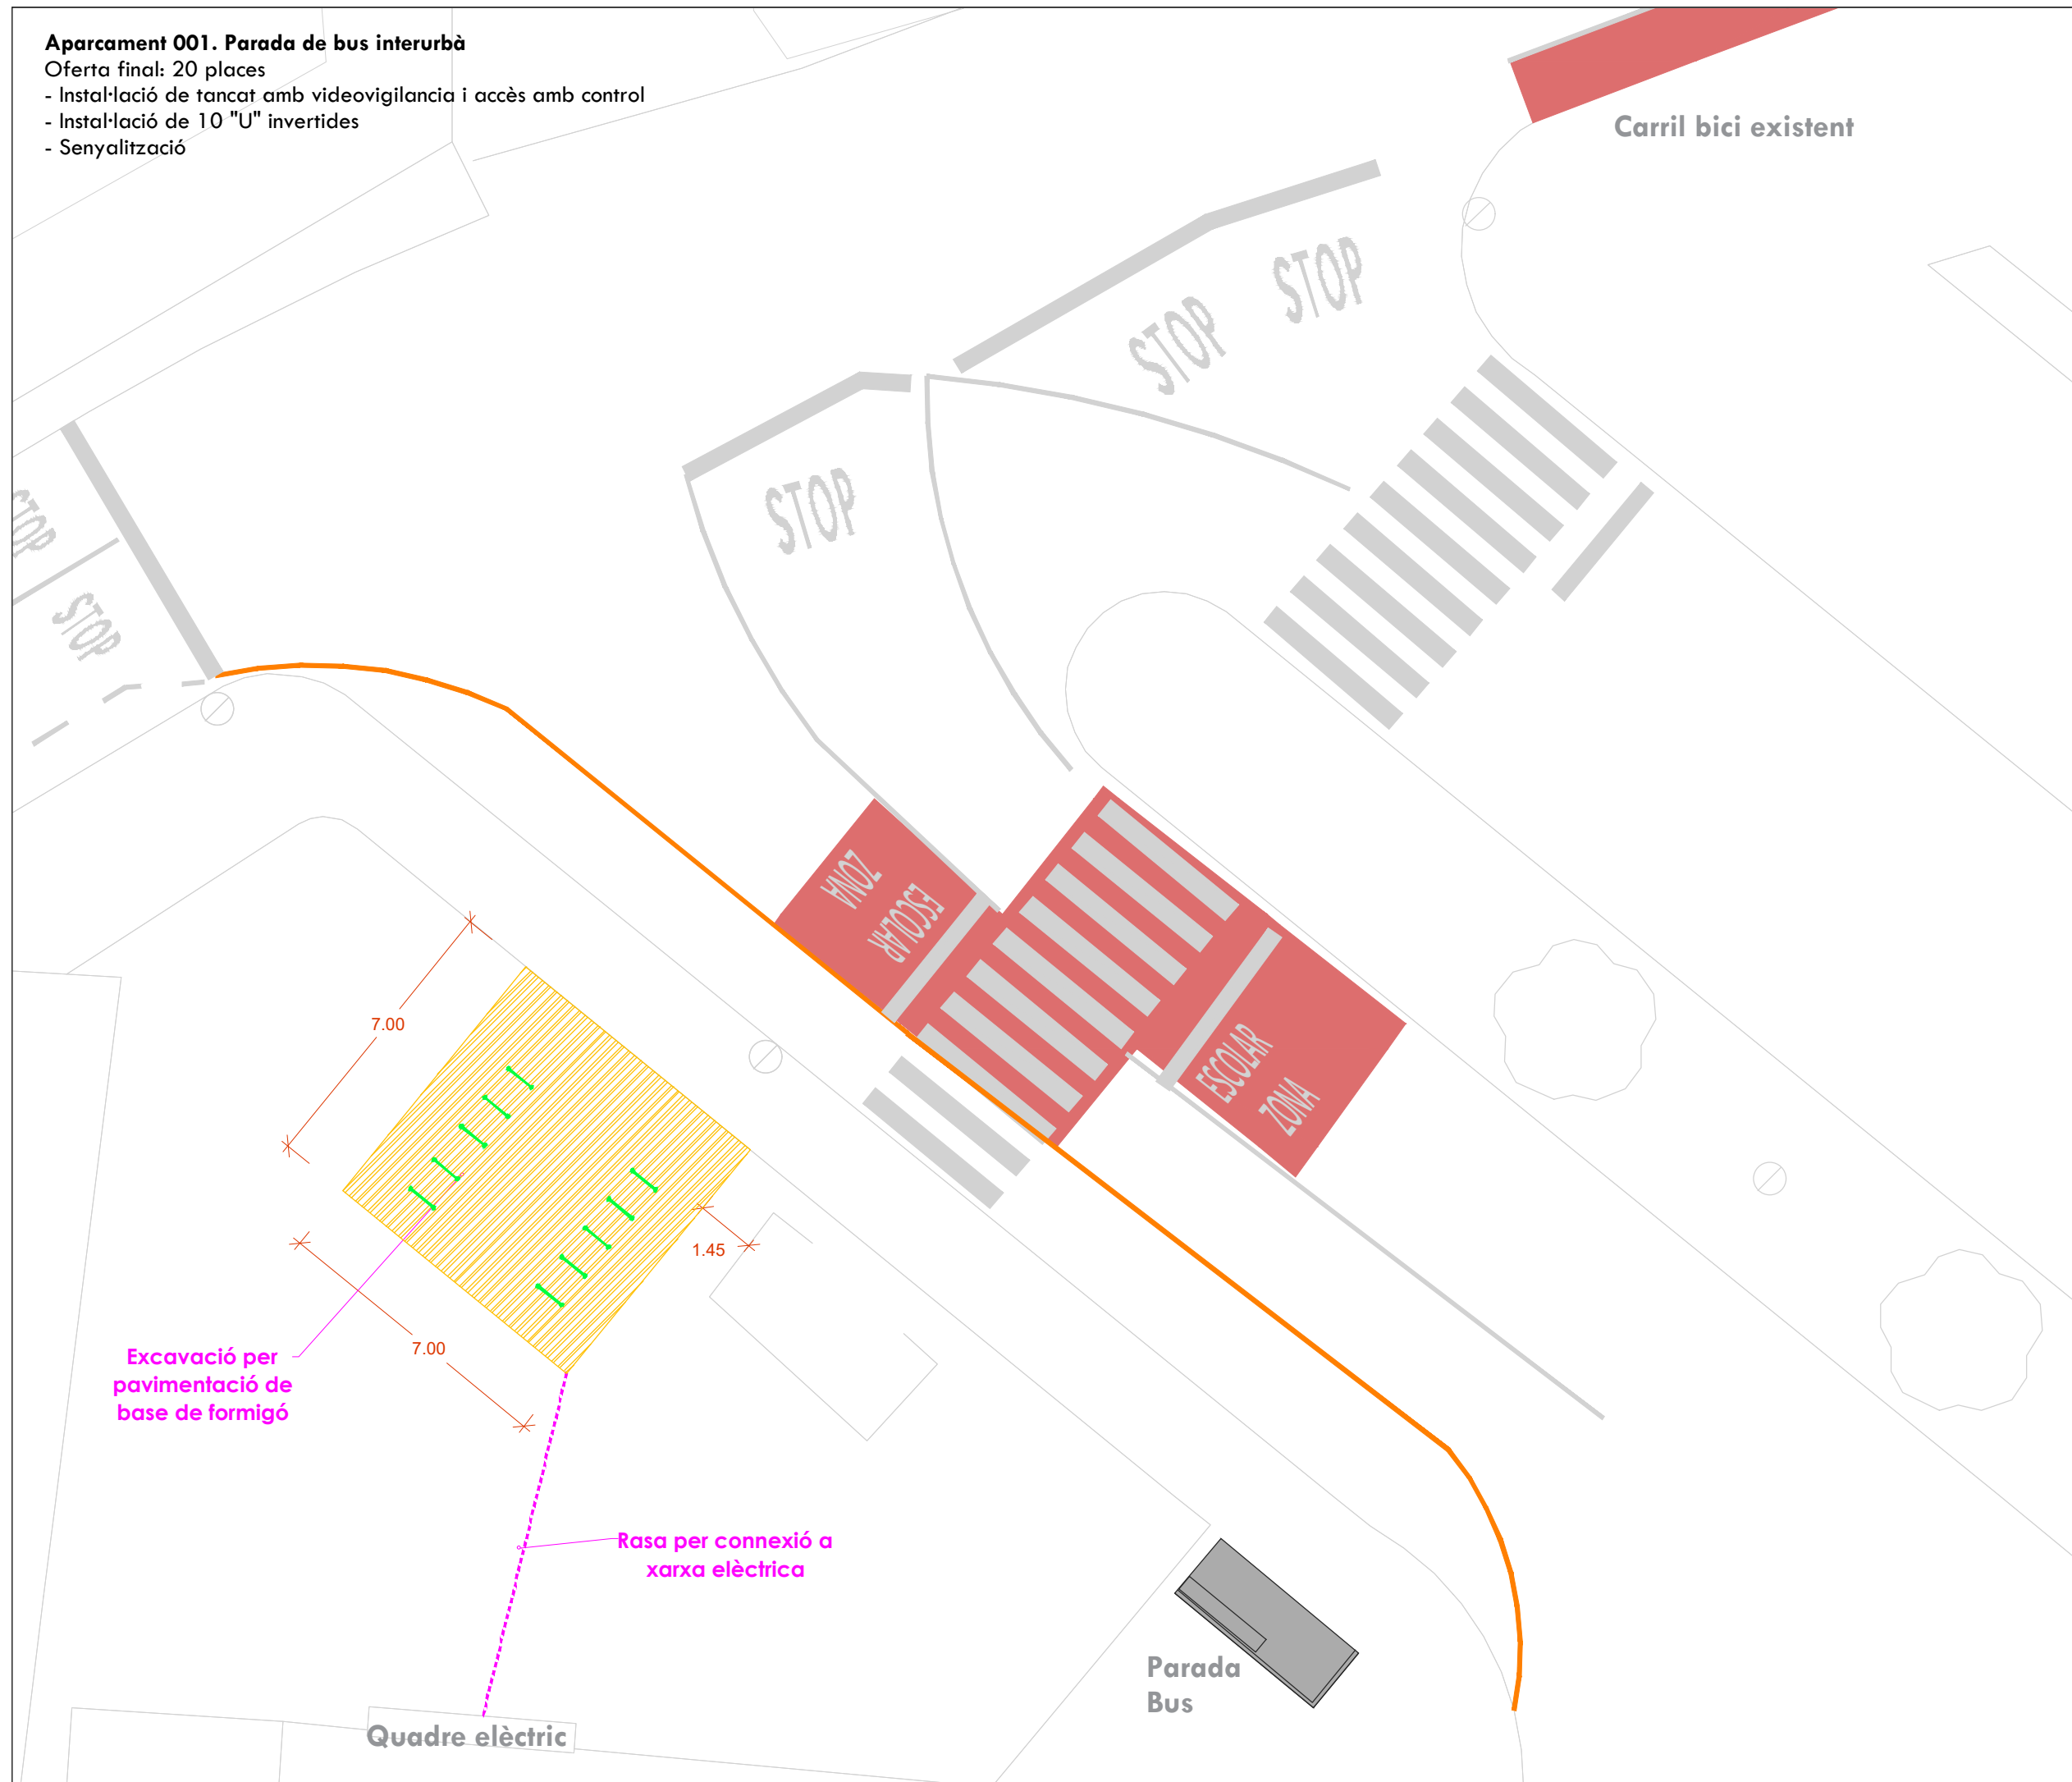 Aparcament 001. Parada de bus interurbà
Oferta final: 20 places
- Instal·lació de tancat amb videovigilancia i accès amb control
- Instal·lació de 10 "U" invertides
- Senyalització
Carril bici existent
STOP
STOP
STOP
STOP
STOP
ZONA
ESCOLAR
ESCOLAR
ZONA
7.00
1.45
7.00
Excavació per
pavimentació de
base de formigó
Rasa per connexió a
xarxa elèctrica
Parada
Bus
Quadre elèctric